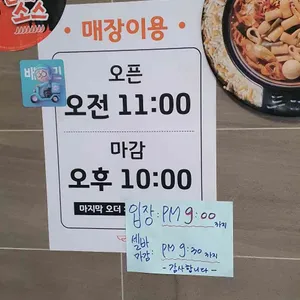 소스
매장이용
오픈
오전 11:00
마감
오후 10:00
마지막 오더 :
입장: PM 9:00 까지
셀바
마감: PM 9:30 까지
- 감사합니다 -